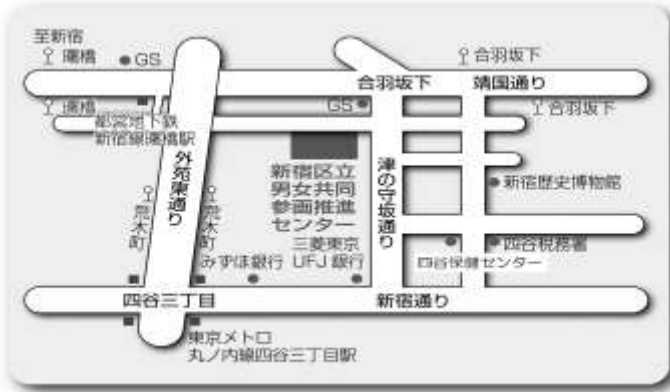 至新宿
曙橋
GS
合羽坂下
合羽坂下
靖国通り
曙橋
GS
合羽坂下
都営地下鉄
新宿線曙橋駅
外苑東通り
新宿区立
男女共同
参画推進
センター
津の守坂通り
新宿歴史博物館
荒木町
荒木町
三菱東京
UFJ 銀行
みずほ銀行
四谷税務署
四谷保健センター
四谷三丁目
新宿通り
東京メトロ
丸ノ内線四谷三丁目駅